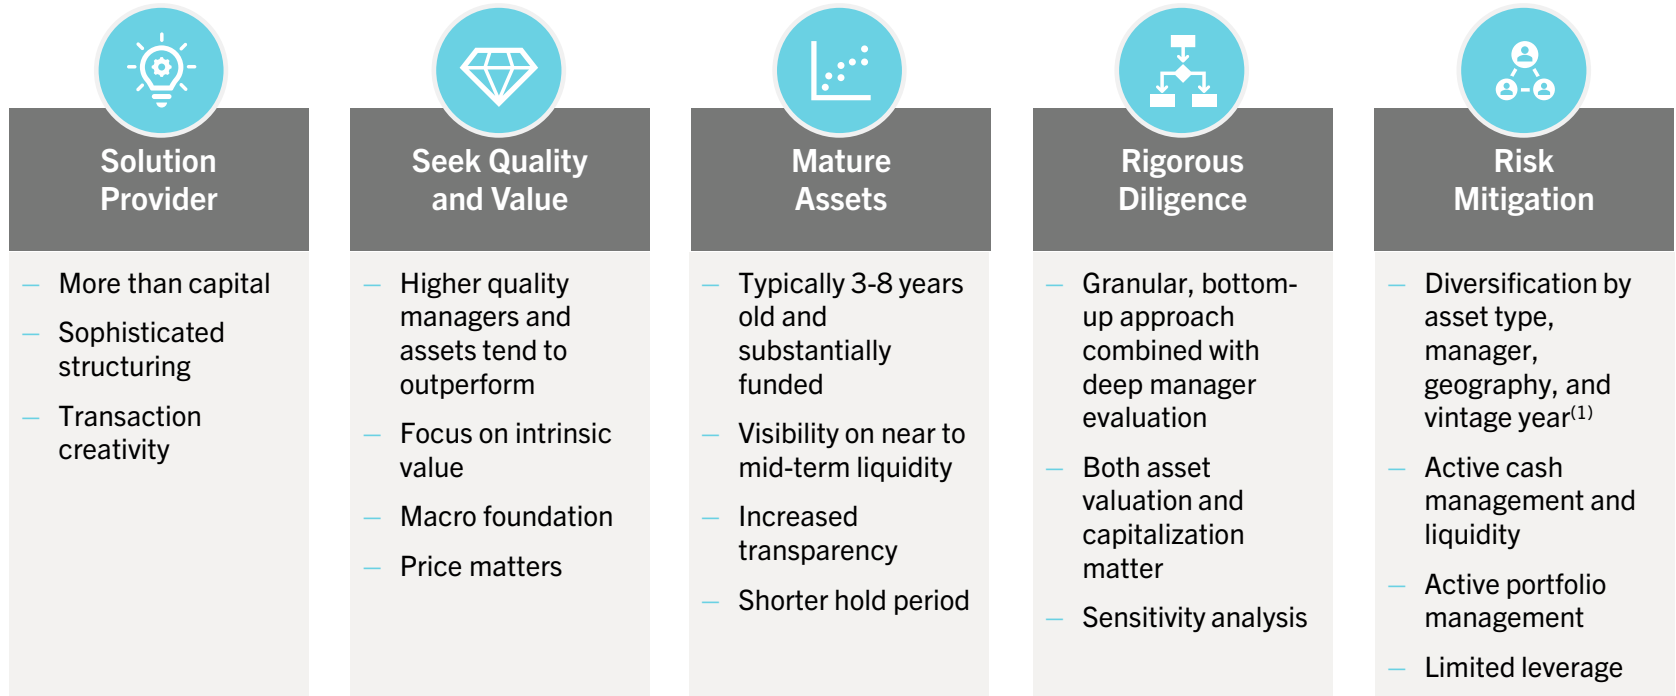 Solution
Provider
— More than capital
— Sophisticated
structuring
— Transaction
creativity
Seek Quality
and Value
— Higher quality
managers and
assets tend to
outperform
— Focus on intrinsic
value
— Macro foundation
— Price matters
Mature
Assets
— Typically 3-8 years
old and
substantially
funded
— Visibility on near to
mid-term liquidity
— Increased
transparency
— Shorter hold period
Rigorous
Diligence
— Granular, bottom-
up approach
combined with
deep manager
evaluation
— Both asset
valuation and
capitalization
matter
— Sensitivity analysis
Risk
Mitigation
— Diversification by
asset type,
manager,
geography, and
vintage year(1)
— Active cash
management and
liquidity
— Active portfolio
management
— Limited leverage